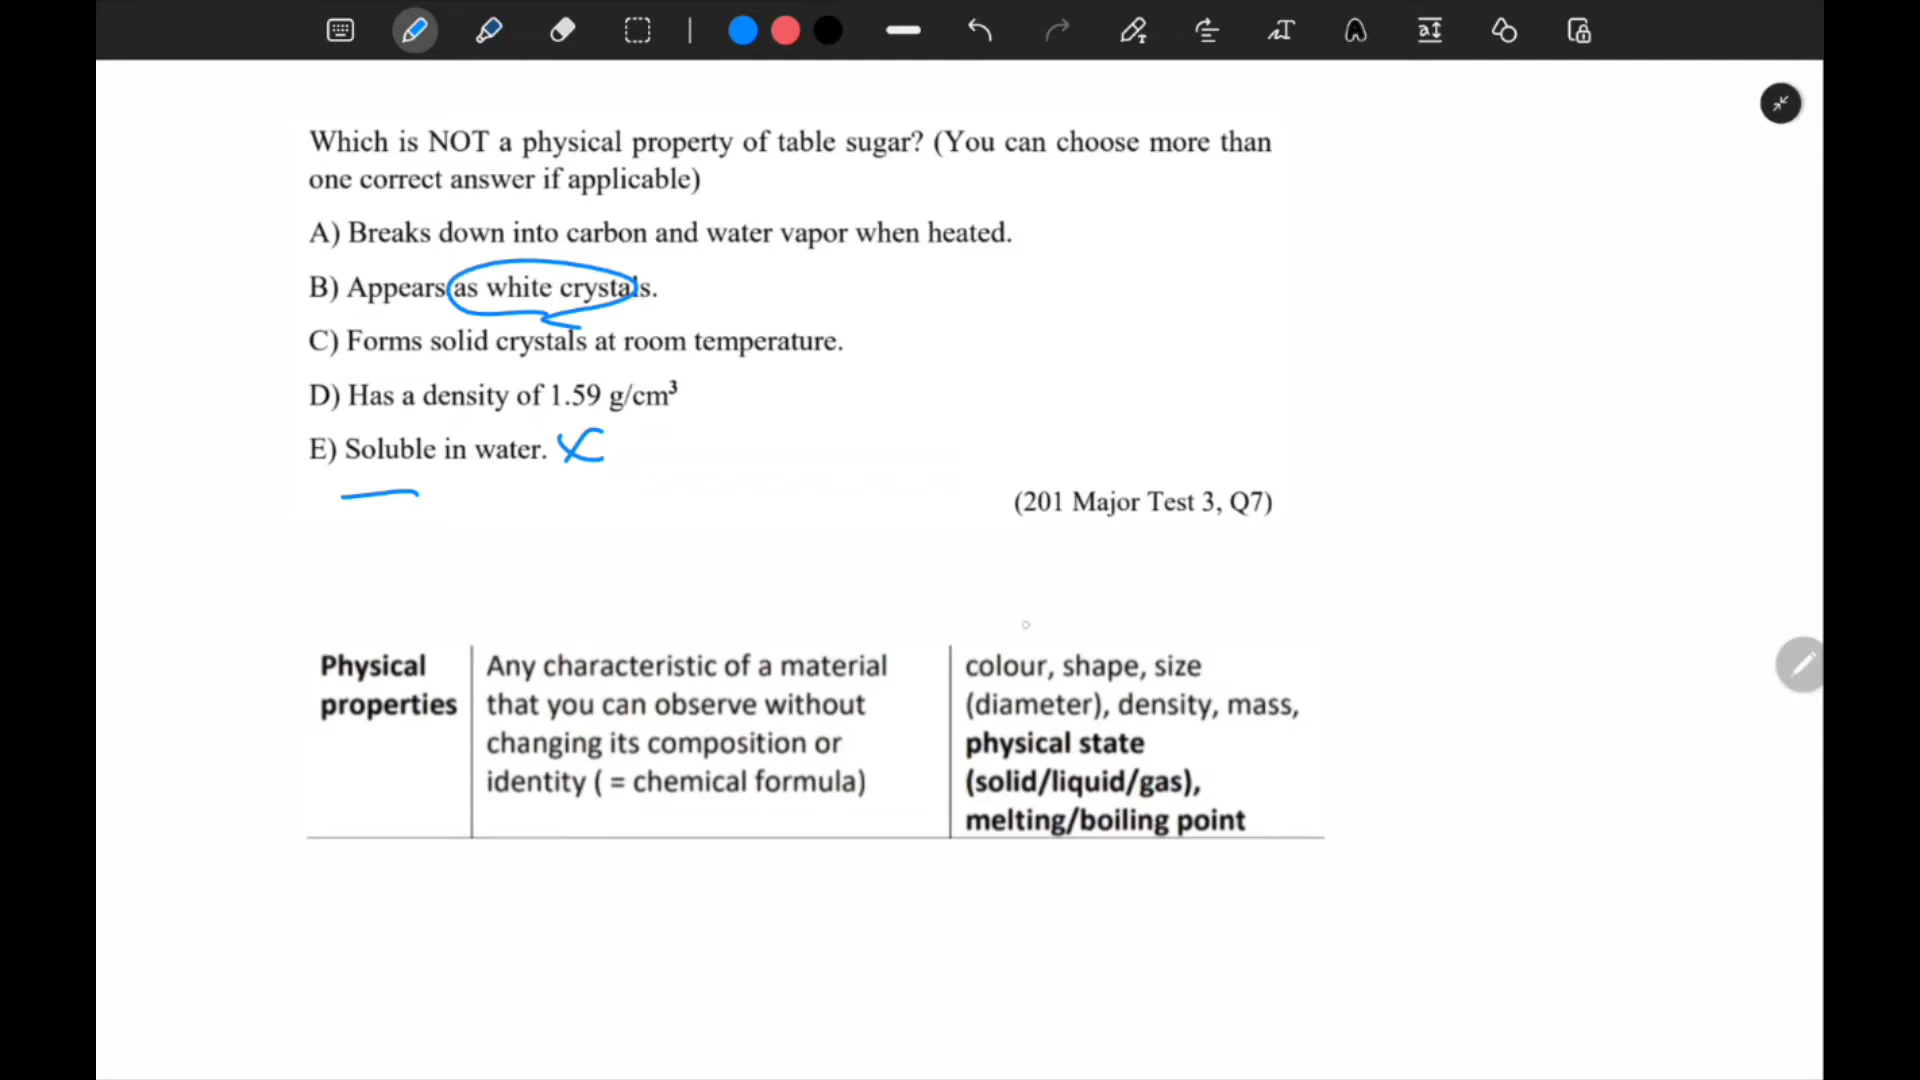 Which is NOT a physical property of table sugar? (You can choose more than
one correct answer if applicable)
A) Breaks down into carbon and water vapor when heated.
B) Appears as white crystals.
C) Forms solid crystals at room temperature.
D) Has a density of 1.59 g/cm³
E) Soluble in water.
(201 Major Test 3, Q7)
Physical
properties
Any characteristic of a material
that you can observe without
changing its composition or
identity ( = chemical formula)
colour, shape, size
(diameter), density, mass,
physical state
(solid/liquid/gas),
melting/boiling point